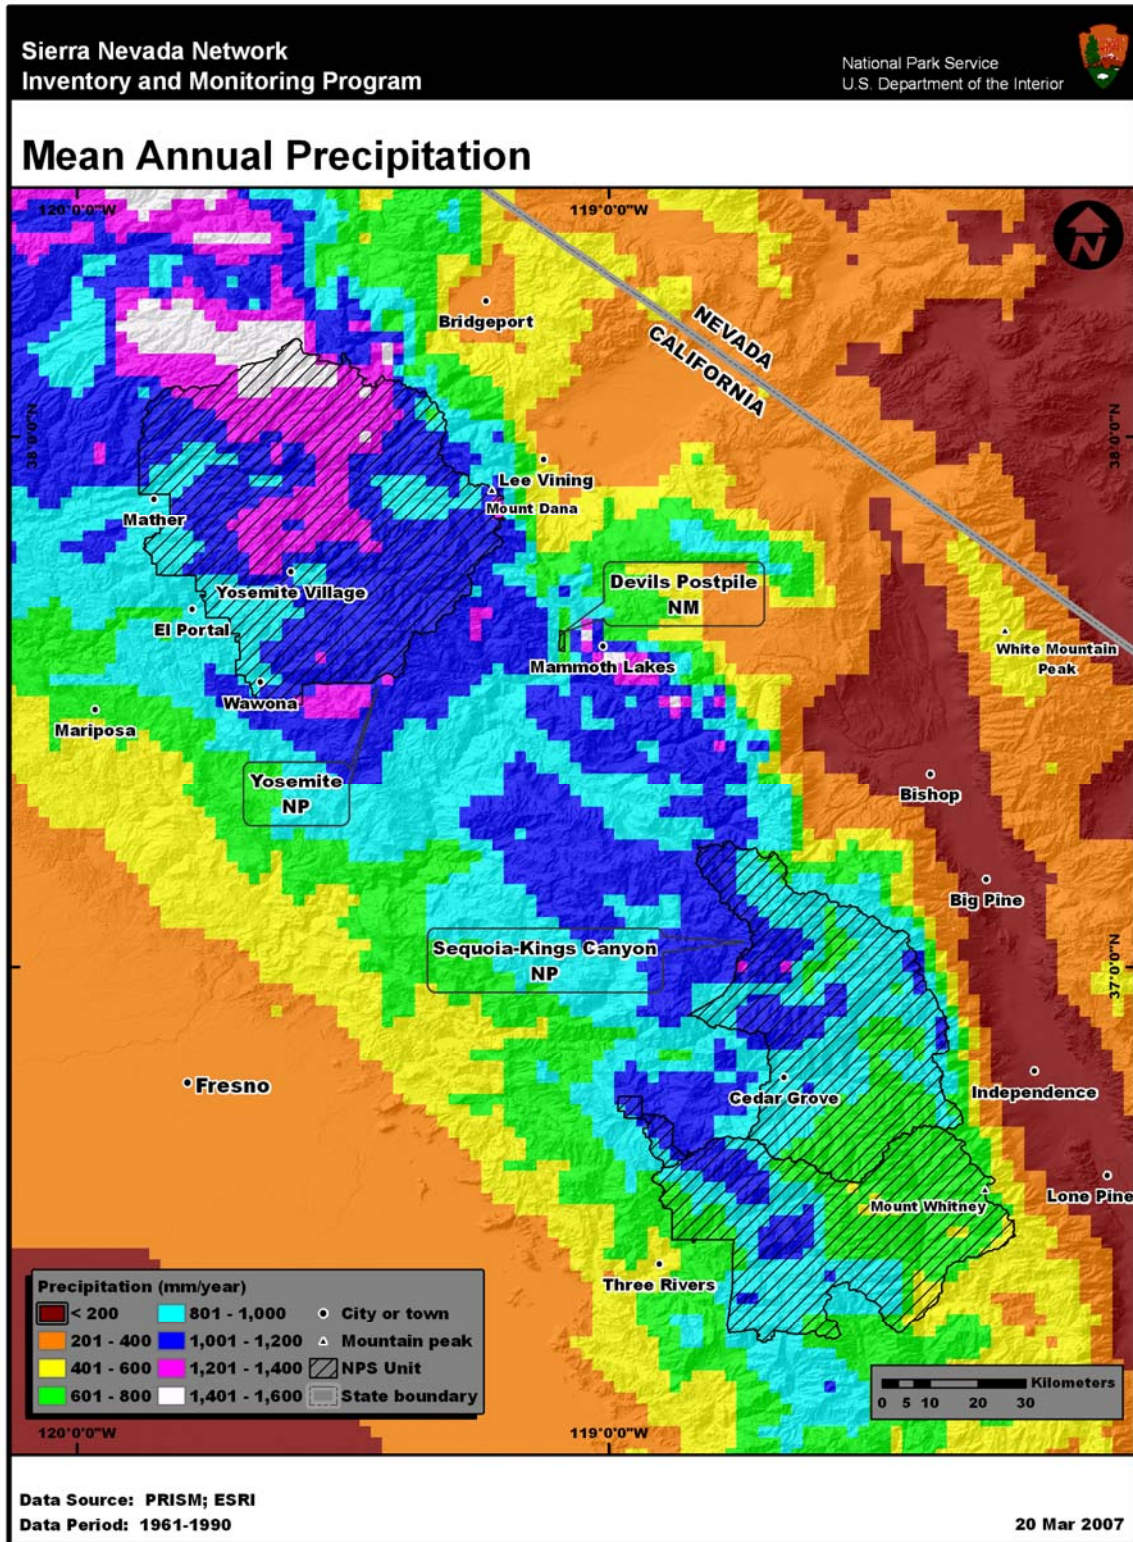 Sierra Nevada Network
Inventory and Monitoring Program
National Park Service
U.S. Department of the Interior
Mean Annual Precipitation
120°0'0"W
119°0'0"W
N
Bridgeport
NEVADA
CALIFORNIA
38°0'0"N
38°0'0"N
Lee Vining
Mount Dana
Mather
Devils Postpile
NM
Yosemite Village
El Portal
White Mountain
Peak
Mammoth Lakes
Wawona
Mariposa
Yosemite
NP
Bishop
Big Pine
Sequoia-Kings Canyon
NP
37°0'0"N
Fresno
Cedar Grove
Independence
Mount Whitney
Lone Pine
Three Rivers
Precipitation (mm/year)
< 200
801 - 1,000
City or town
201 - 400
1,001 - 1,200
Mountain peak
401 - 600
1,201 - 1,400
NPS Unit
601 - 800
1,401 - 1,600
State boundary
Kilometers
0 5 10 20 30
120°0'0"W
119°0'0"W
Data Source: PRISM; ESRI
Data Period: 1961-1990
20 Mar 2007